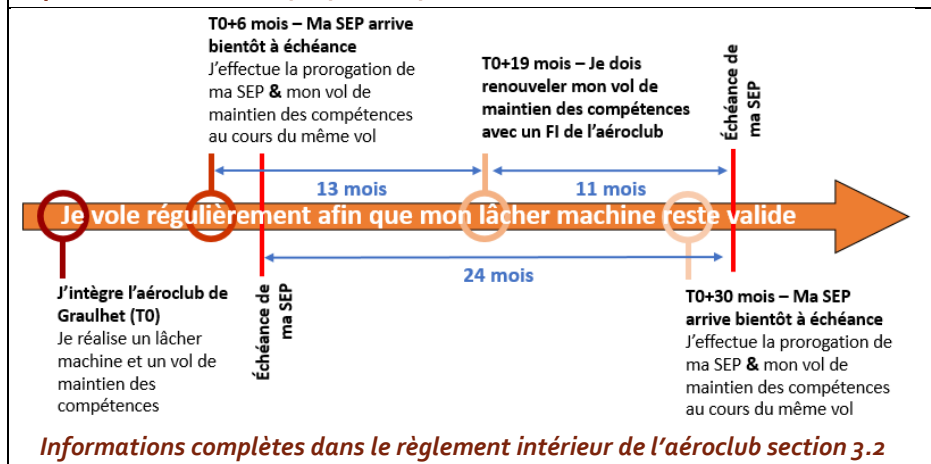 T0+6 mois – Ma SEP arrive
bientôt à échéance
J'effectue la prorogation de
ma SEP & mon vol de
maintien des compétences
au cours du même vol
T0+19 mois – Je dois
renouveler mon vol de
maintien des compétences
avec un FI de l'aéroclub
Échéance de
ma SEP
13 mois
11 mois
Je vole régulièrement afin que mon lâcher machine reste valide
24 mois
J'intègre l'aéroclub de
Graulhet (T0)
Je réalise un lâcher
machine et un vol de
maintien des
compétences
Échéance de
ma SEP
T0+30 mois – Ma SEP
arrive bientôt à échéance
J'effectue la prorogation de
ma SEP & mon vol de
maintien des compétences
au cours du même vol
Informations complètes dans le règlement intérieur de l'aéroclub section 3.2